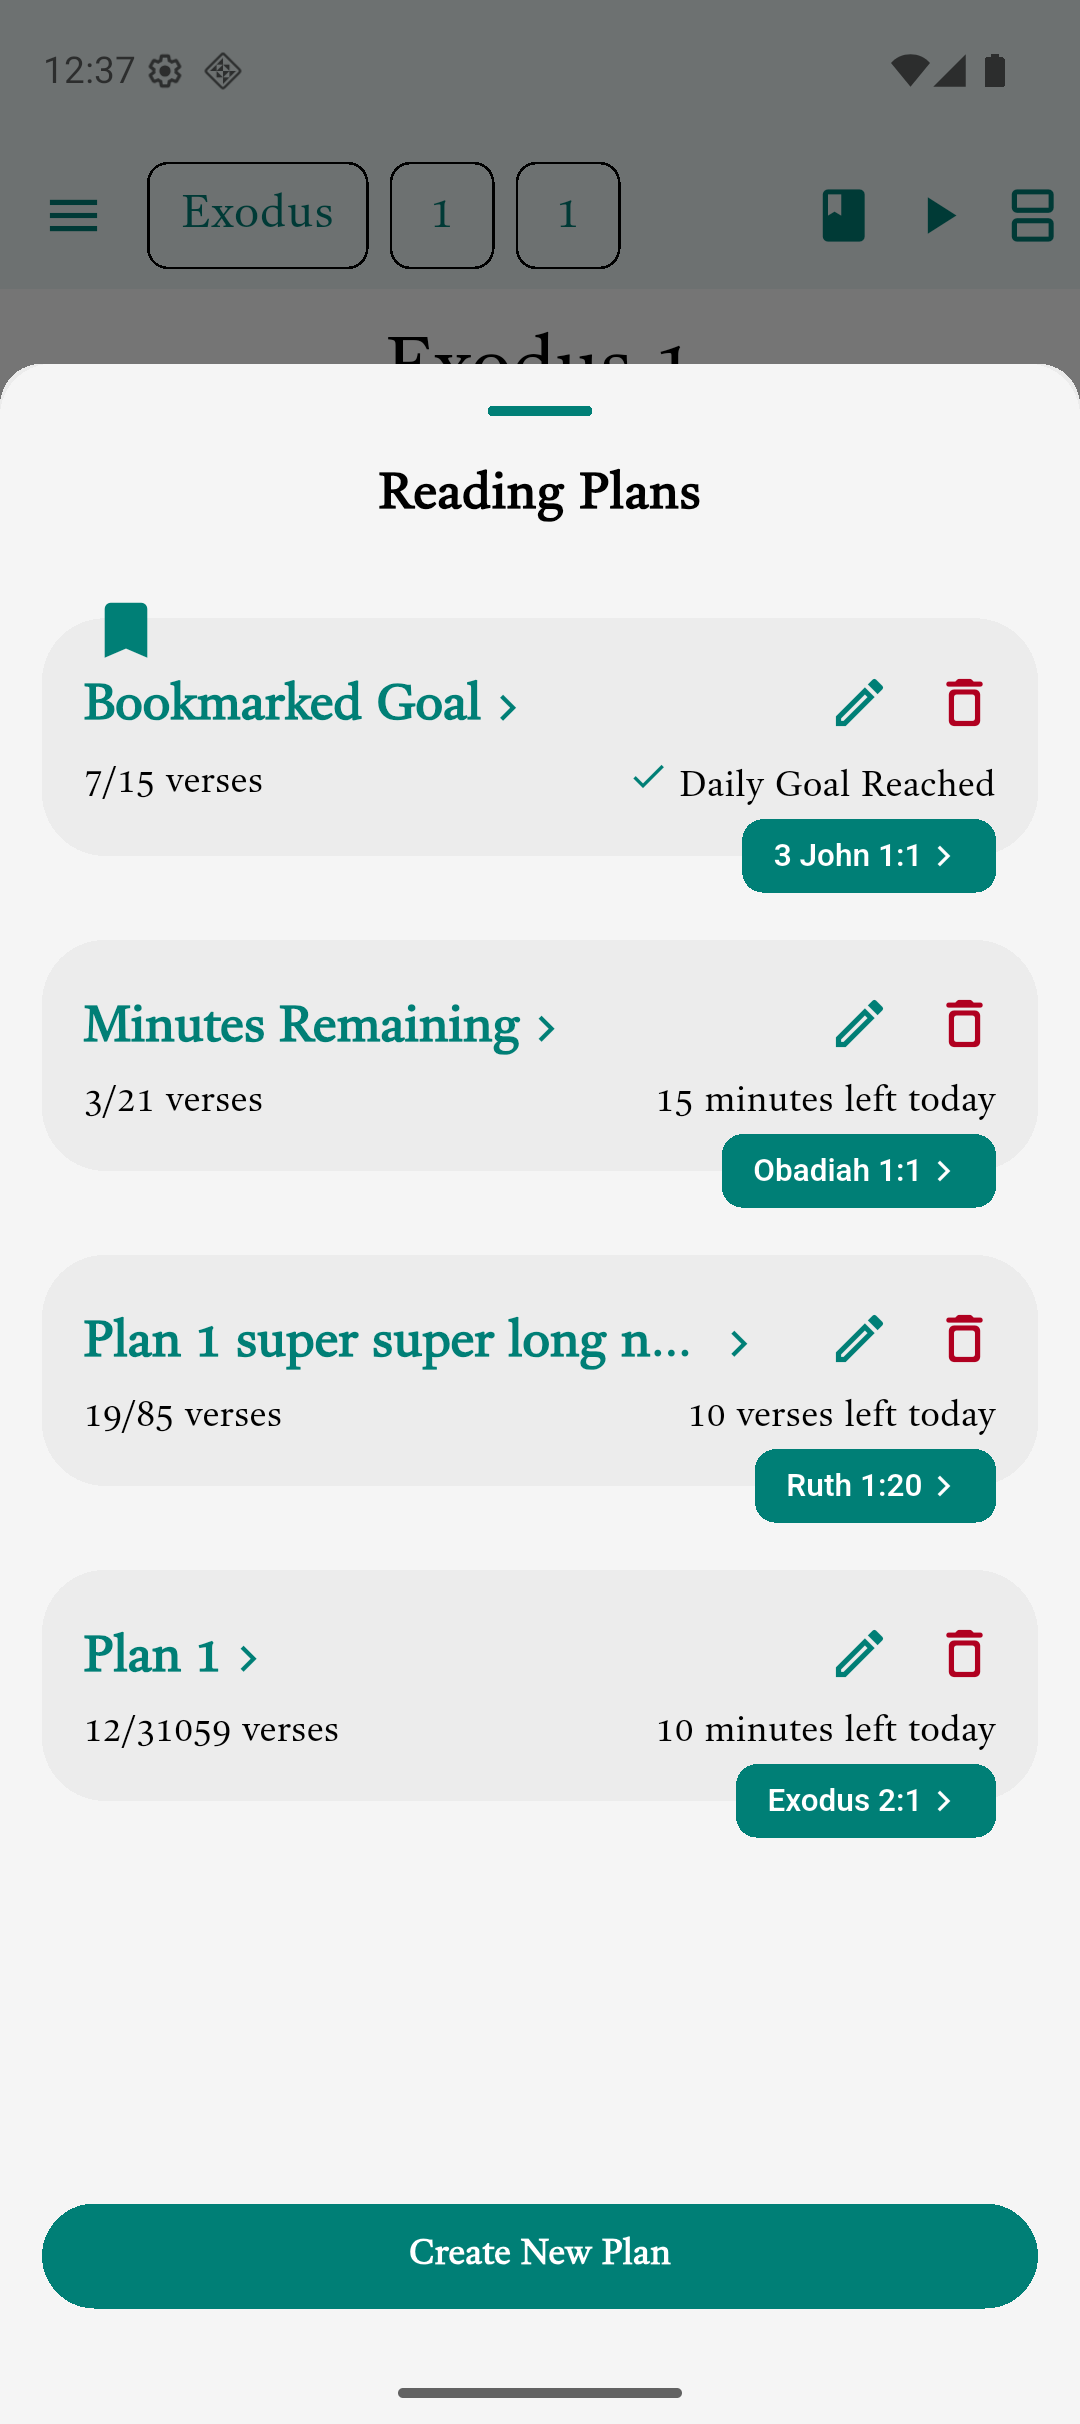 12:37
Exodus 1 1
Exodus 1
Reading Plans
Bookmarked Goal
7/15 verses Daily Goal Reached
3 John 1:1
Minutes Remaining
3/21 verses 15 minutes left today
Obadiah 1:1
Plan 1 super super long n...
19/85 verses 10 verses left today
Ruth 1:20
Plan 1
12/31059 verses 10 minutes left today
Exodus 2:1
Create New Plan